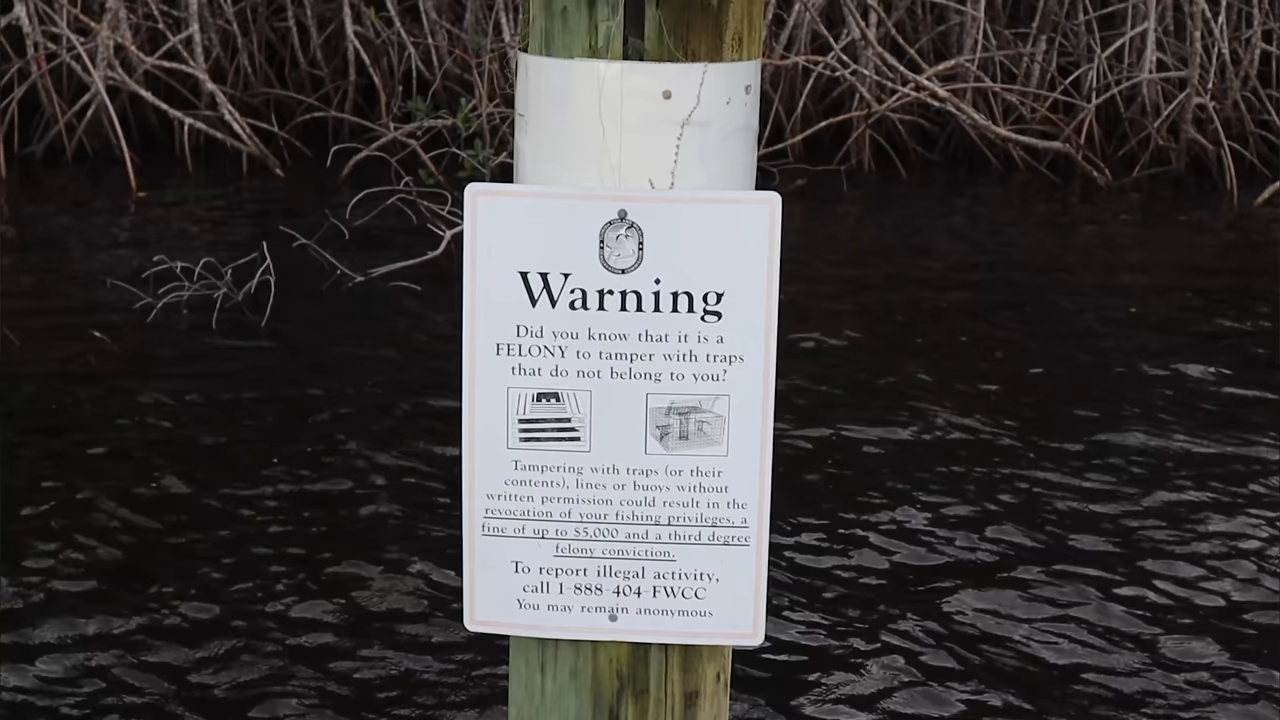 Warning
Did you know that it is a
FELONY to tamper with traps
that do not belong to you?
Tampering with traps (or their
contents), lines or buoys without
written permission could result in the
revocation of your fishing privileges, a
fine of up to $5,000 and a third degree
felony conviction.
To report illegal activity,
call 1-888-404-FWCC
You may remain anonymous